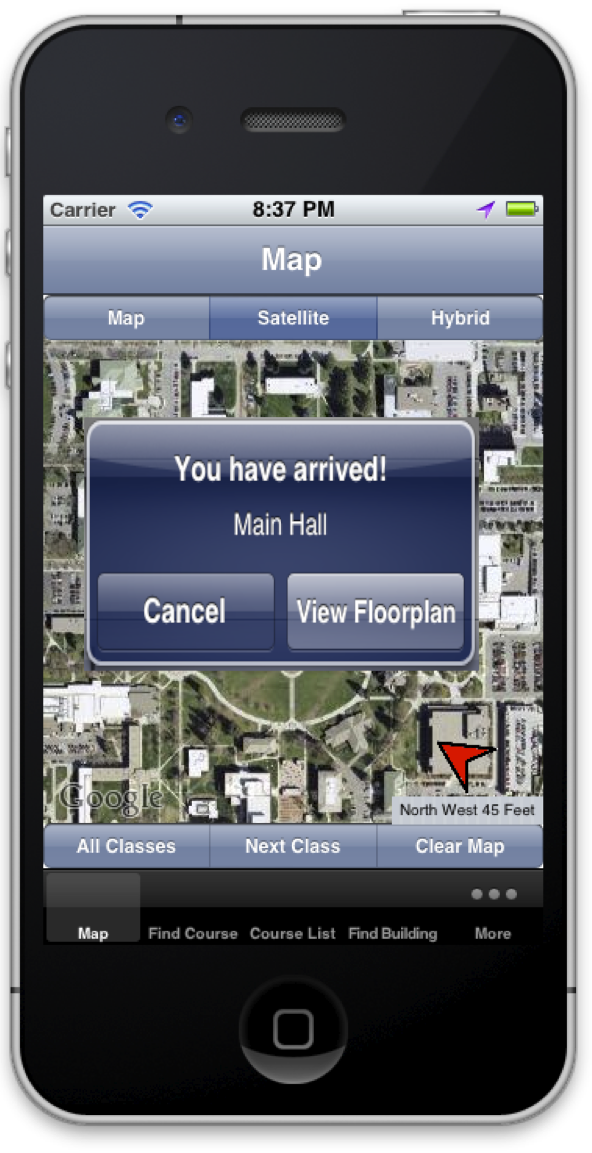 Carrier 8:37 PM
Map
Map Satellite Hybrid
You have arrived!
Main Hall
Cancel View Floorplan
Google
North West 45 Feet
All Classes Next Class Clear Map
Map Find Course Course List Find Building More